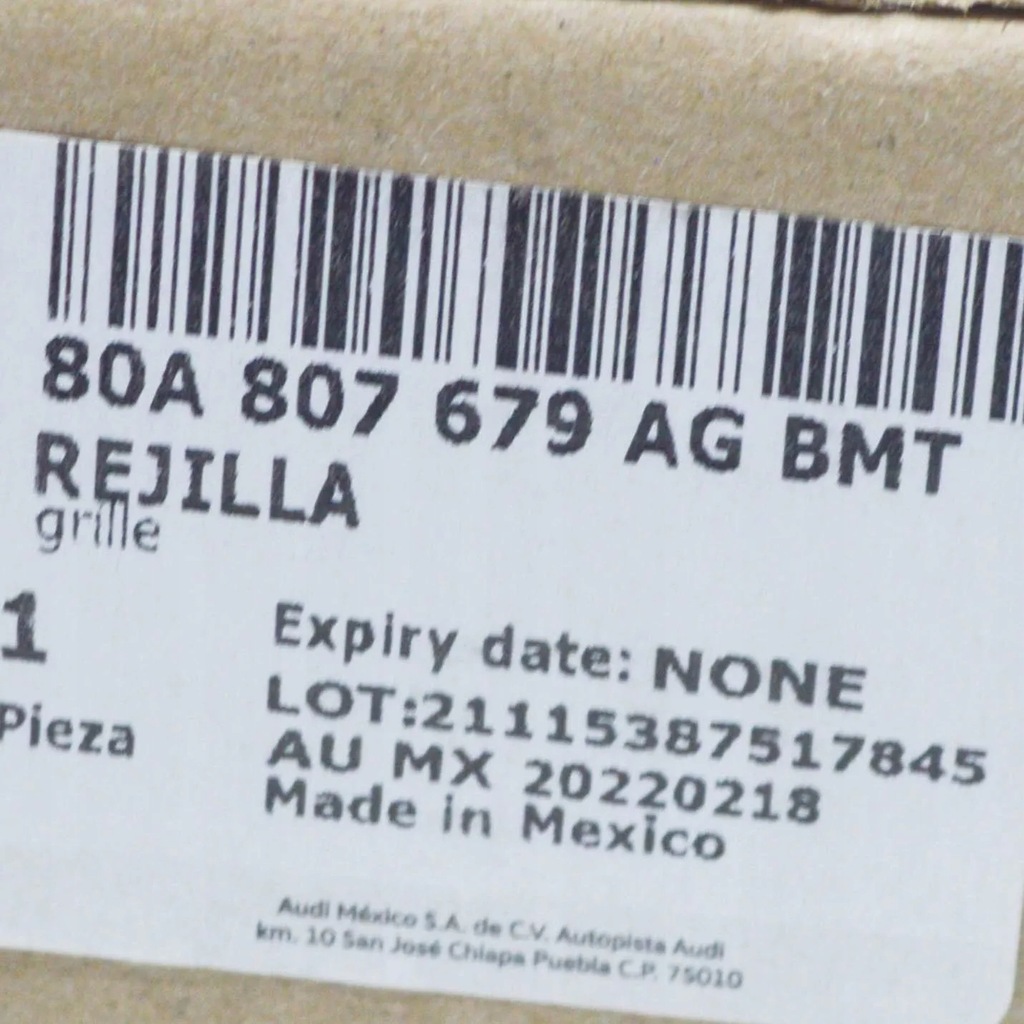 80A 807 679 AG BMT
REJILLA
grille
1
Pieza
Expiry date: NONE
LOT:21115387517845
AU MX 20220218
Made in Mexico
Audi México S.A. de C.V. Autopista Audi
km. 10 San José Chiapa Puebla C.P. 75010